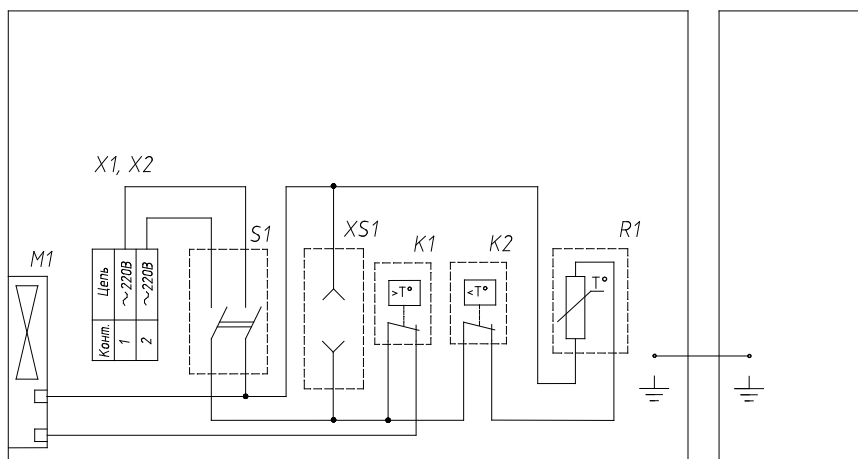 X1, X2
S1
XS1
K1
K2
R1
M1
Цепь
~220В
~220В
Конт.
1
2
>T°
<T°
T°